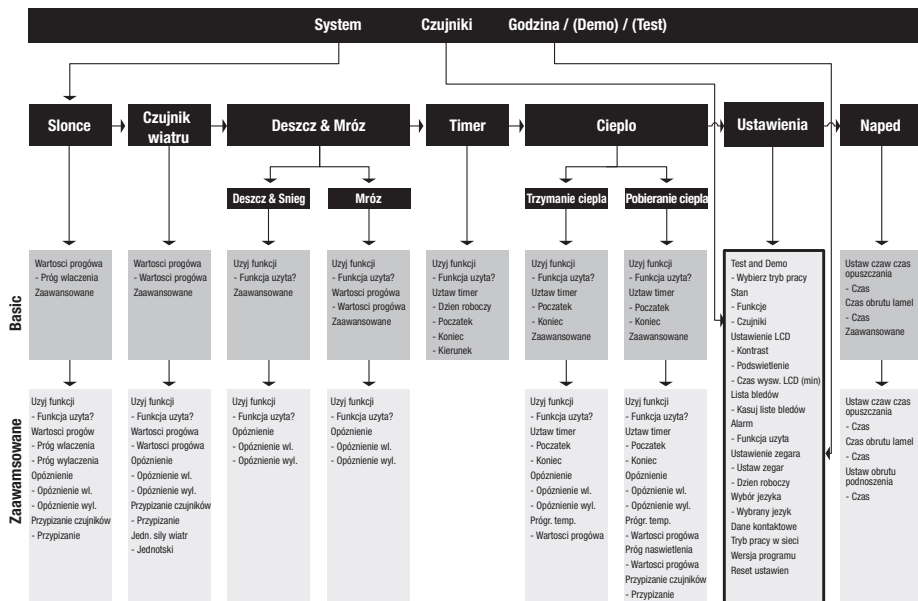 System Czujniki Godzina / (Demo) / (Test)
Slonce
Czujnik
wiatru
Deszcz & Mróz
Timer
Cieplo
Ustawienia
Naped
Deszcz & Snieg
Mróz
Trzymanie ciepla
Pobieranie ciepla
Basic
Wartosci progówa
- Próg wlaczenia
Zaawansowane
Wartosci progówa
- Wartosci progówa
Zaawansowane
Uzyj funkcji
- Funkcja uzyta?
Zaawansowane
Uzyj funkcji
- Funkcja uzyta?
Wartosci progówa
- Wartosci progówa
Zaawansowane
Uzyj funkcji
- Funkcja uzyta?
Uztaw timer
- Dzien roboczy
- Poczatek
- Koniec
- Kierunek
Uzyj funkcji
- Funkcja uzyta?
Uztaw timer
- Poczatek
- Koniec
Zaawansowane
Uzyj funkcji
- Funkcja uzyta?
Uztaw timer
- Poczatek
- Koniec
Zaawansowane
Test and Demo
- Wybierz tryb pracy
Stan
- Funkcje
- Czujniki
Ustawienie LCD
- Kontrast
- Podswietlenie
- Czas wysw. LCD (min)
Lista bledów
- Kasuj liste bledów
Alarm
- Funkcja uzyta
Ustawienie zegara
- Ustaw zegar
- Dzien roboczy
Wybór jezyka
- Wybrany jezyk
Dane kontaktowe
Tryb pracy w sieci
Wersja programu
Reset ustawien
Ustaw czaw czas
opuszczania
- Czas
Czas obrutu lamel
- Czas
Zaawansowane
Zaawamsowane
Uzyj funkcji
- Funkcja uzyta?
Wartosci progów
- Próg wlaczenia
- Próg wylaczenia
Opóznienie
- Opóznienie wl.
- Opóznienie wyl.
Przypizanie czujników
- Przypizanie
Uzyj funkcji
- Funkcja uzyta?
Wartosci progówa
- Wartosci progówa
Opóznienie
- Opóznienie wl.
- Opóznienie wyl.
Przypizanie czujników
- Przypizanie
Jedn. sily wiatr
- Jednotski
Uzyj funkcji
- Funkcja uzyta?
Opóznienie
- Opóznienie wl.
- Opóznienie wyl.
Uzyj funkcji
- Funkcja uzyta?
Opóznienie
- Opóznienie wl.
- Opóznienie wyl.
Uzyj funkcji
- Funkcja uzyta?
Uztaw timer
- Poczatek
- Koniec
Opóznienie
- Opóznienie wl.
- Opóznienie wyl.
Prógr. temp.
- Wartosci progówa
Uzyj funkcji
- Funkcja uzyta?
Uztaw timer
- Poczatek
- Koniec
Opóznienie
- Opóznienie wl.
- Opóznienie wyl.
Prógr. temp.
- Wartosci progówa
Próg naswietlenia
- Wartosci progówa
Przypizanie czujników
- Przypizanie
Ustaw czaw czas
opuszczania
- Czas
Czas obrutu lamel
- Czas
Ustaw obrutu
podnoszenia
- Czas